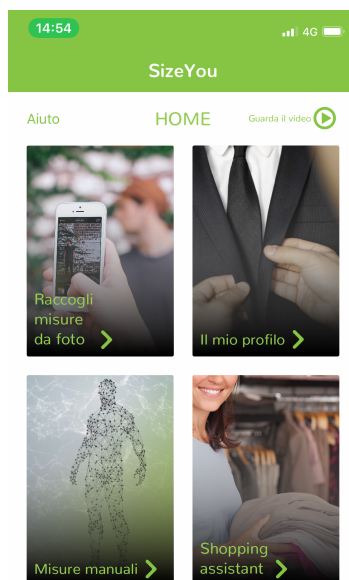 14:54
4G
SizeYou
Aiuto
HOME
Guarda il video
Raccogli
misure
da foto
Il mio profilo
Misure manuali
Shopping
assistant